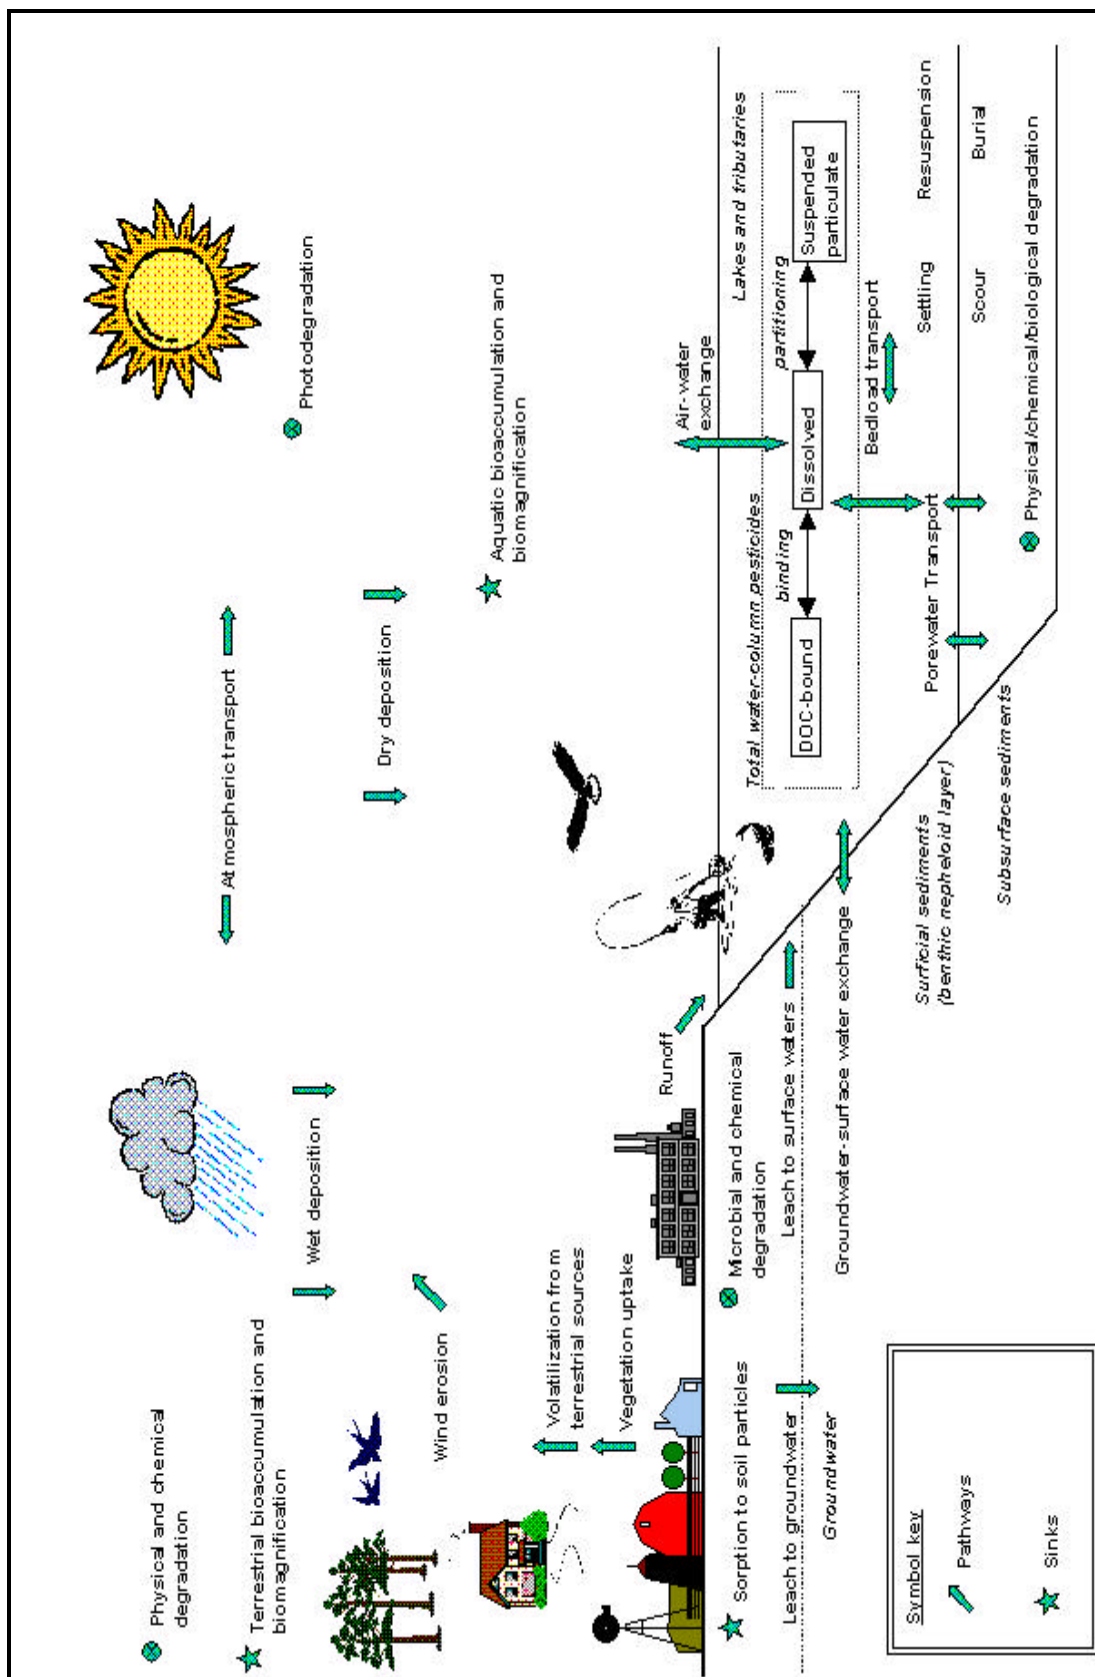 Physical and chemical
degradation
Terrestrial bioaccumulation and
biomagnification
Wet deposition
Atmospheric transport
Photodegradation
Dry deposition
Wind erosion
Aquatic bioaccumulation and
biomagnification
Volatilization from
terrestrial sources
Vegetation uptake
Runoff
Air-water
exchange
Lakes and tributaries
Sorption to soil particles
Microbial and chemical
degradation
Total water-column pesticides
binding
partitioning
DOC-bound
Dissolved
Suspended
particulate
Leach to groundwater
Leach to surface waters
Groundwater
Groundwater-surface water exchange
Bedload transport
Porewater Transport
Settling
Resuspension
Surficial sediments
(benthic nepheloid layer)
Scour
Burial
Subsurface sediments
Physical/chemical/biological degradation
Symbol key
Pathways
Sinks